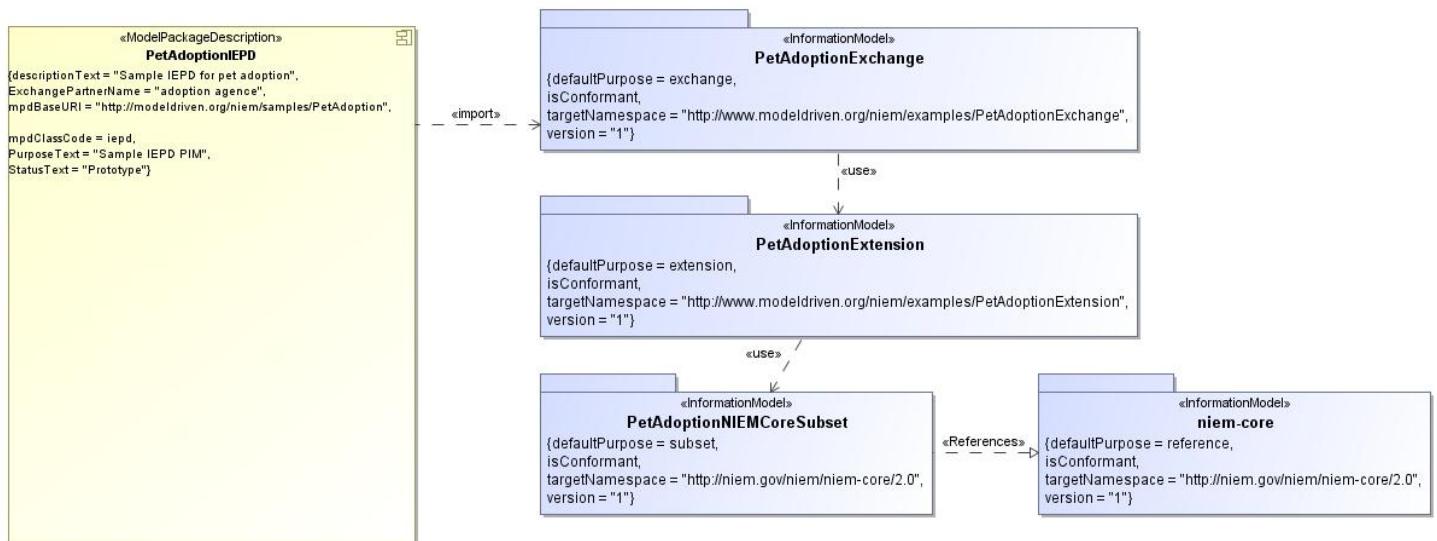 «ModelPackageDescription»
PetAdoptionIEPD
{descriptionText = "Sample IEPD for pet adoption",
ExchangePartnerName = "adoption agence",
mpdBaseURI = "http://modeldriven.org/niem/samples/PetAdoption",
mpdClassCode = iepd,
PurposeText = "Sample IEPD PIM",
StatusText = "Prototype"}
«import»
«InformationModel»
PetAdoptionExchange
{defaultPurpose = exchange,
isConformant,
targetNamespace = "http://www.modeldriven.org/niem/examples/PetAdoptionExchange",
version = "1"}
«use»
«InformationModel»
PetAdoptionExtension
{defaultPurpose = extension,
isConformant,
targetNamespace = "http://www.modeldriven.org/niem/examples/PetAdoptionExtension",
version = "1"}
«use»
«InformationModel»
PetAdoptionNIEMCoreSubset
{defaultPurpose = subset,
isConformant,
targetNamespace = "http://niem.gov/niem/niem-core/2.0",
version = "1"}
«References»
«InformationModel»
niem-core
{defaultPurpose = reference,
isConformant,
targetNamespace = "http://niem.gov/niem/niem-core/2.0",
version = "1"}